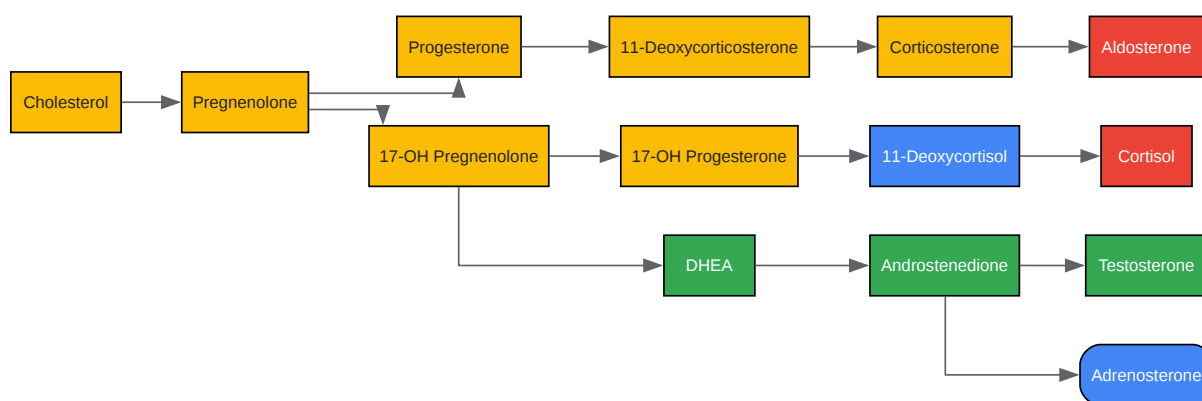 Progesterone
11-Deoxycorticosterone
Corticosterone
Aldosterone
Cholesterol
Pregnenolone
17-OH Pregnenolone
17-OH Progesterone
11-Deoxycortisol
Cortisol
DHEA
Androstenedione
Testosterone
Adrenosterone